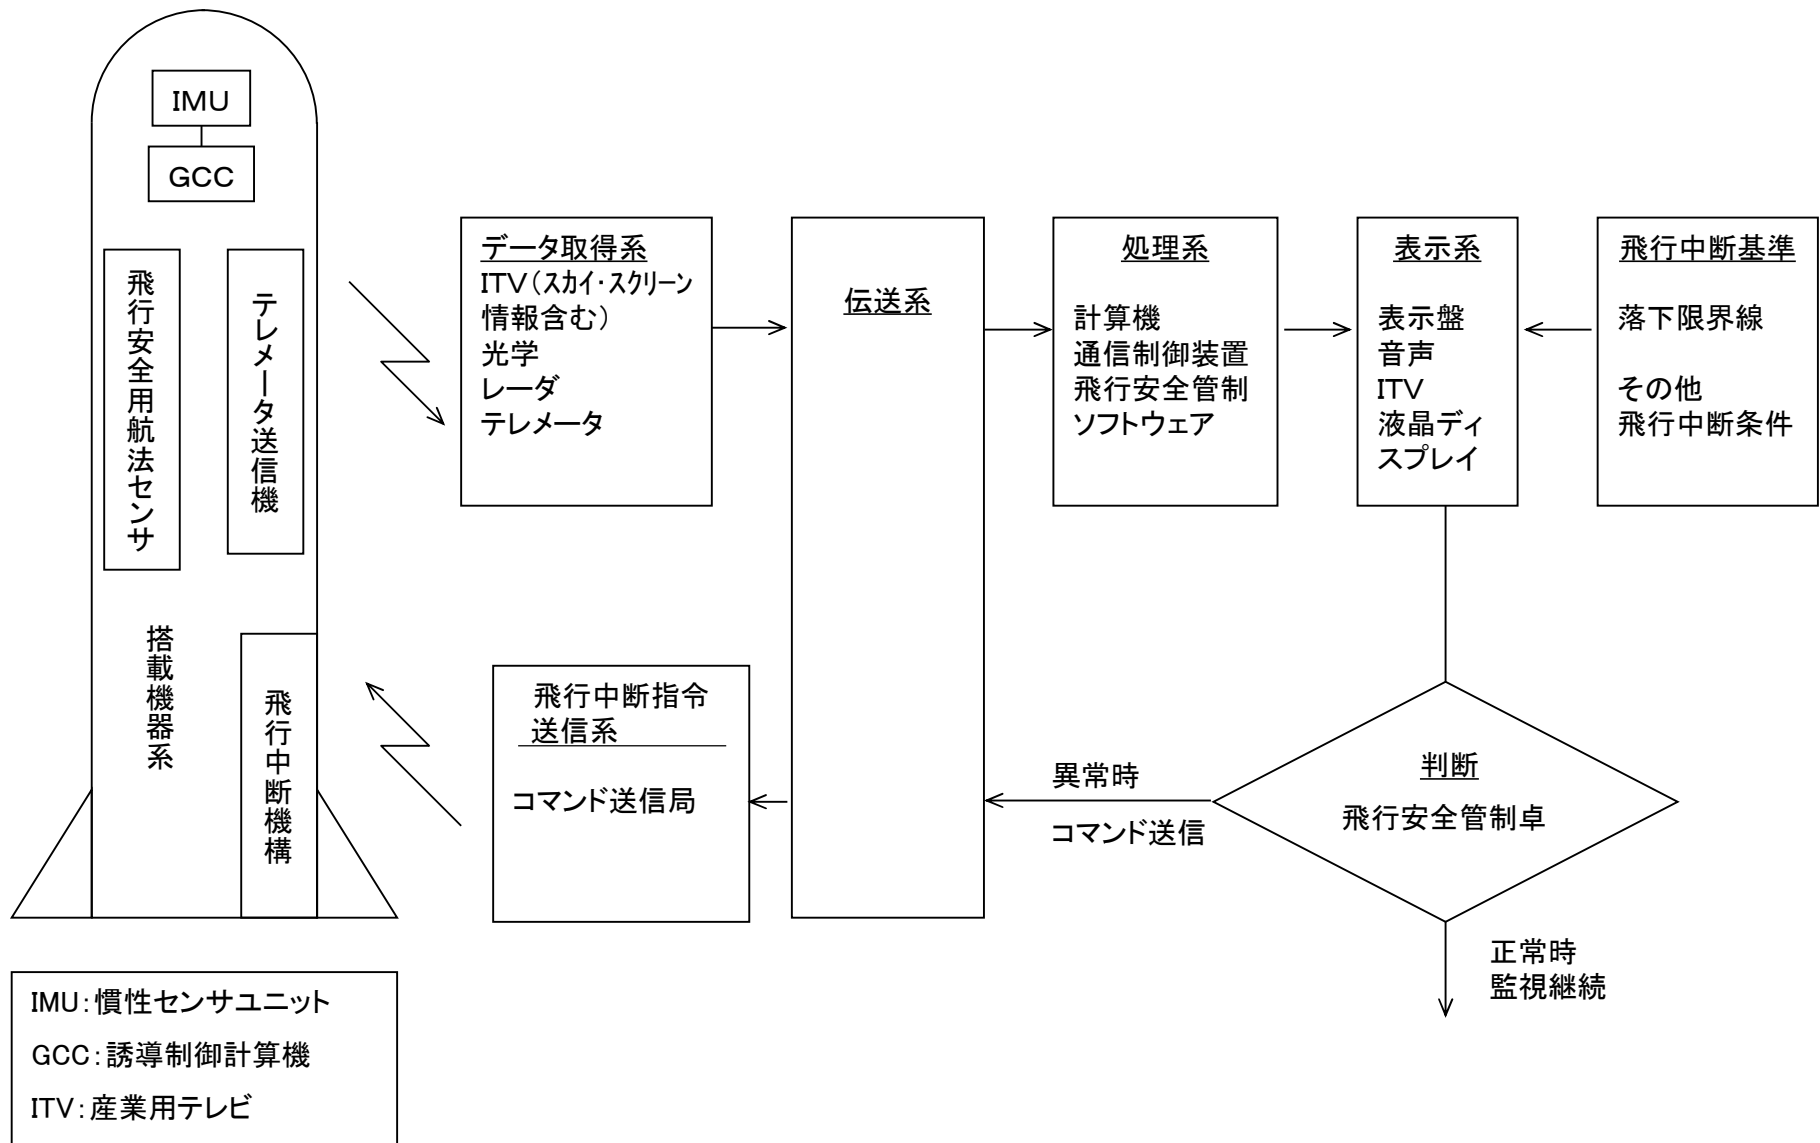 IMU
GCC
飛行安全用航法センサ
テレメータ送信機
搭載機器系
飛行中断機構
データ取得系
ITV(スカイ・スクリーン
情報含む)
光学
レーダ
テレメータ
伝送系
処理系
計算機
通信制御装置
飛行安全管制
ソフトウェア
表示系
表示盤
音声
ITV
液晶ディ
スプレイ
飛行中断基準
落下限界線
その他
飛行中断条件
飛行中断指令
送信系
コマンド送信局
異常時
コマンド送信
判断
飛行安全管制卓
正常時
監視継続
IMU:慣性センサユニット
GCC:誘導制御計算機
ITV:産業用テレビ